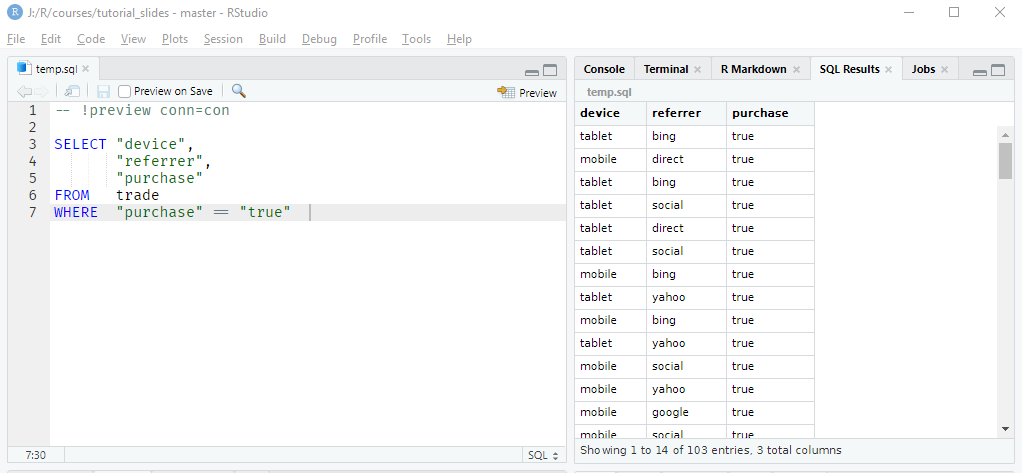 J:/R/courses/tutorial_slides - master - RStudio
File Edit Code View Plots Session Build Debug Profile Tools Help
temp.sql
Preview on Save
Preview
1 -- !preview conn=con
2
3 SELECT "device",
4 "referrer",
5 "purchase"
6 FROM trade
7 WHERE "purchase" == "true"
7:30 SQL
Console Terminal R Markdown SQL Results Jobs
temp.sql
device referrer purchase
tablet bing true
mobile direct true
tablet bing true
tablet social true
tablet direct true
tablet social true
mobile bing true
tablet yahoo true
mobile bing true
tablet yahoo true
mobile social true
mobile yahoo true
mobile google true
mobile social true
Showing 1 to 14 of 103 entries, 3 total columns